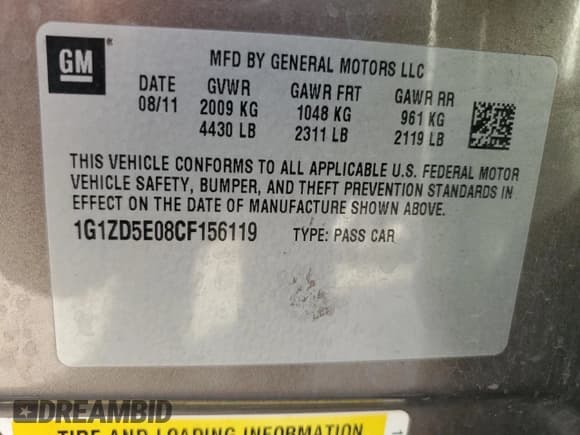 GM
MFD BY GENERAL MOTORS LLC
DATE GVWR GAWR FRT GAWR RR
08/11 2009 KG 1048 KG 961 KG
4430 LB 2311 LB 2119 LB
THIS VEHICLE CONFORMS TO ALL APPLICABLE U.S. FEDERAL MOTOR
VEHICLE SAFETY, BUMPER, AND THEFT PREVENTION STANDARDS IN
EFFECT ON THE DATE OF MANUFACTURE SHOWN ABOVE.
1G1ZD5E08CF156119 TYPE: PASS CAR
DREAMBID
TIRE AND LOADING INFORMATION